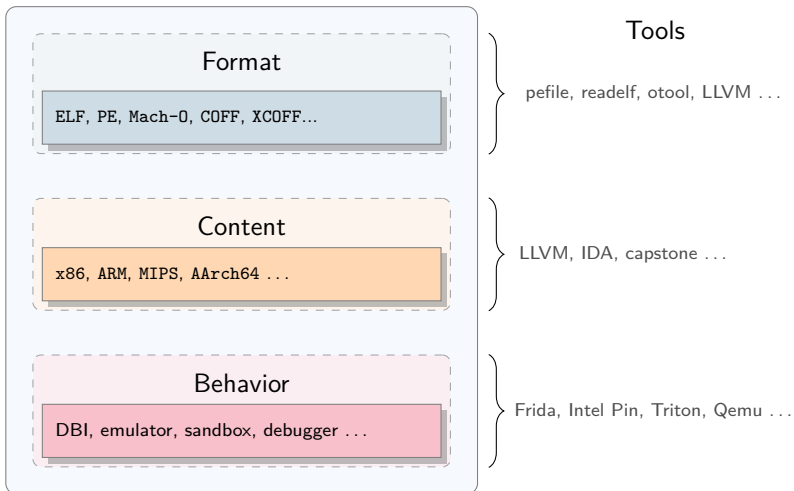 Tools
Format
ELF, PE, Mach-O, COFF, XCOFF...
pefile, readelf, otool, LLVM ...
Content
x86, ARM, MIPS, AArch64 ...
LLVM, IDA, capstone ...
Behavior
DBI, emulator, sandbox, debugger ...
Frida, Intel Pin, Triton, Qemu ...